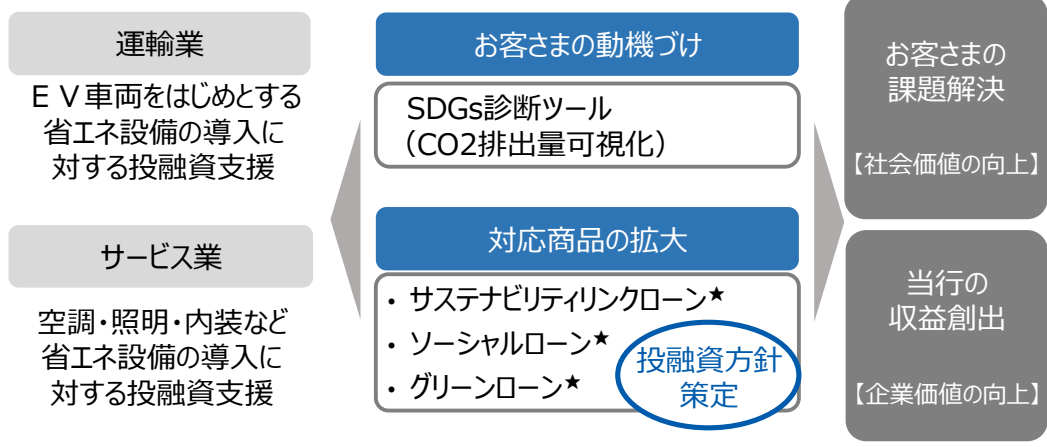 運輸業
ＥＶ車両をはじめとする
省エネ設備の導入に
対する投融資支援
サービス業
空調・照明・内装など
省エネ設備の導入に
対する投融資支援
お客さまの動機づけ
SDGs診断ツール
（CO2排出量可視化）
対応商品の拡大
・ サステナビリティリンクローン★
・ ソーシャルローン★
・ グリーンローン★
投融資方針
策定
お客さまの
課題解決
【社会価値の向上】
当行の
収益創出
【企業価値の向上】